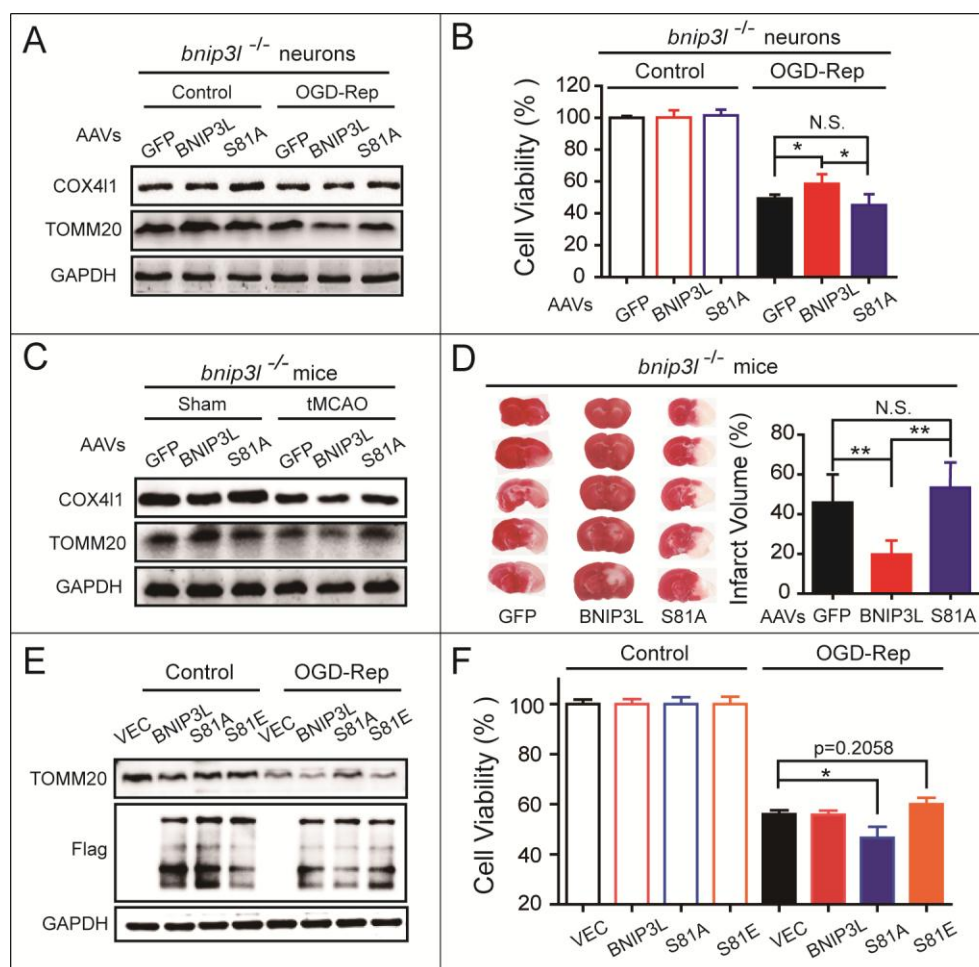 A
bnip3l -/- neurons
Control OGD-Rep
AAVs GFP BNIP3L S81A GFP BNIP3L S81A
COX4I1
TOMM20
GAPDH
B
bnip3l -/- neurons
Control OGD-Rep
Cell Viability (%)
120
100
80
60
40
20
0
N.S.
* *
AAVs GFP BNIP3L S81A GFP BNIP3L S81A
C
bnip3l -/- mice
Sham tMCAO
AAVs GFP BNIP3L S81A GFP BNIP3L S81A
COX4I1
TOMM20
GAPDH
D
bnip3l -/- mice
GFP BNIP3L S81A
Infarct Volume (%)
80
60
40
20
0
N.S.
** **
AAVs GFP BNIP3L S81A
E
Control OGD-Rep
VEC BNIP3L S81A S81E VEC BNIP3L S81A S81E
TOMM20
Flag
GAPDH
F
Control OGD-Rep
Cell Viability (%)
100
80
60
40
20
p=0.2058
*
VEC BNIP3L S81A S81E VEC BNIP3L S81A S81E